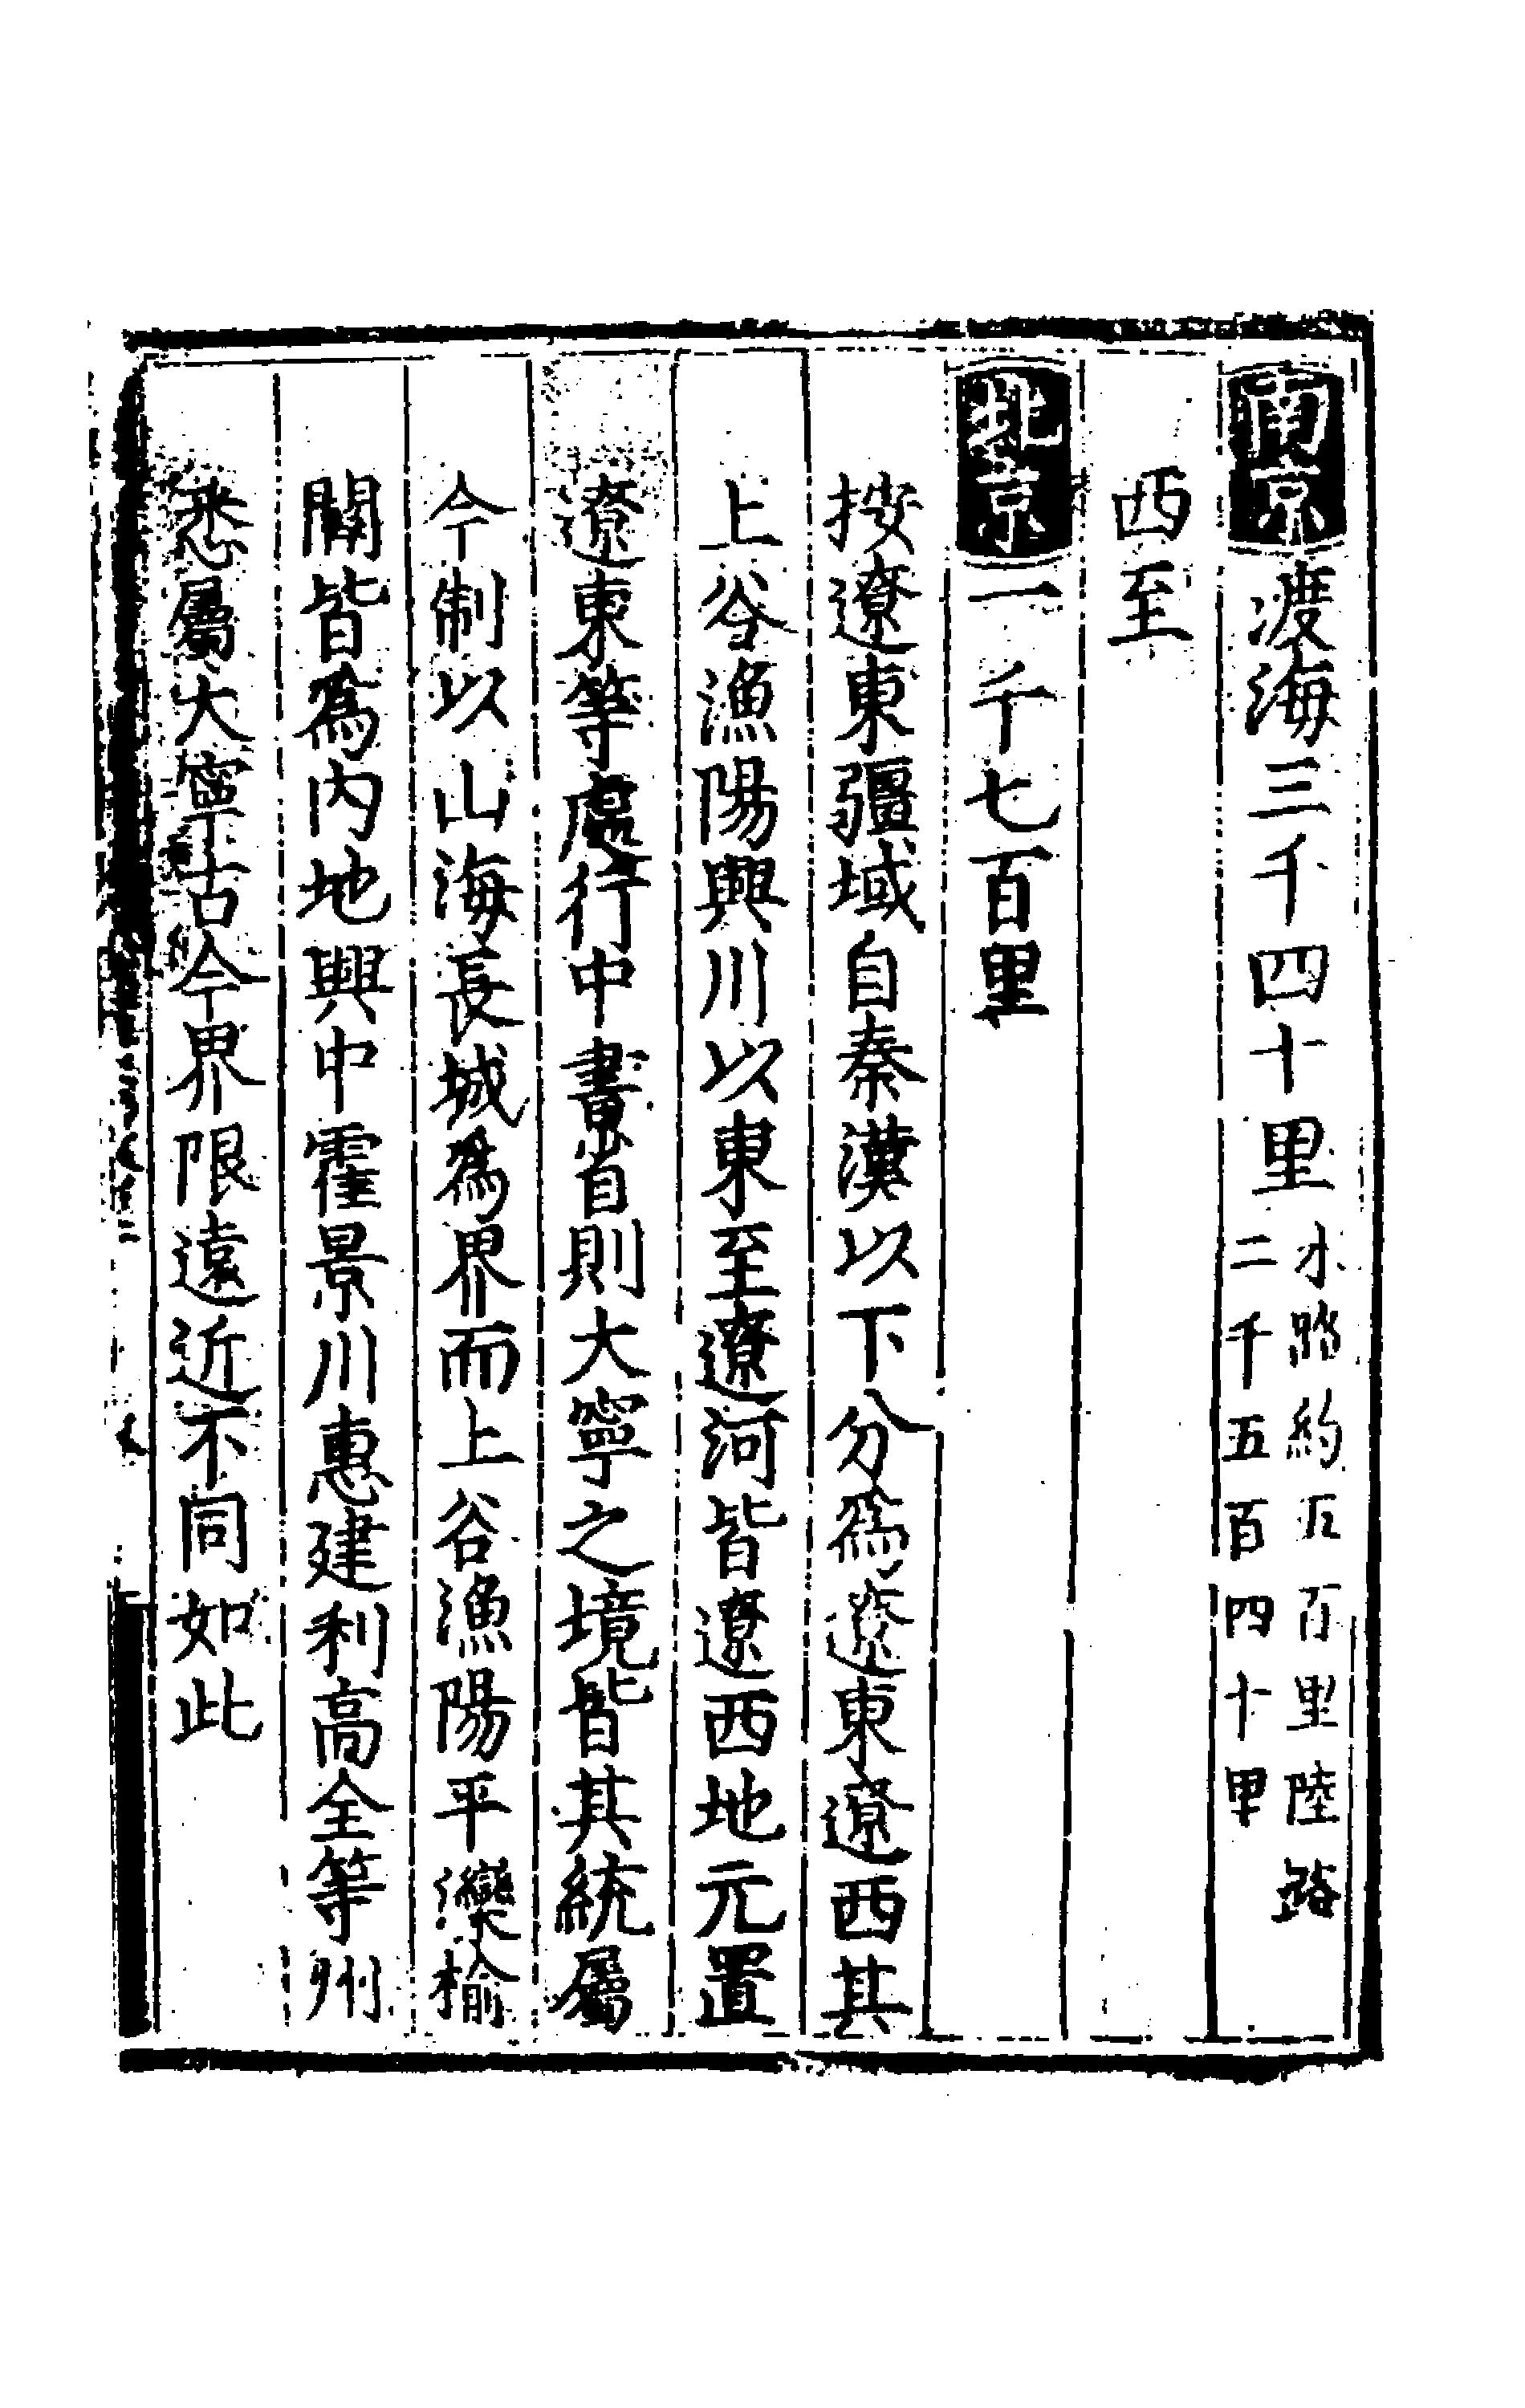 南京渡海三千四十里水路約五百里陸路
二千五百四十里
西至
北京一千七百里
按遼東疆域自秦漢以下分爲遼東遼西其
上谷漁陽興川以東至遼河皆遼西地元置
遼東等處行中書省則大寧之境皆其統屬
今制以山海長城爲界而上谷漁陽平灤榆
關皆爲內地興中霍景川惠建利高全等州
悉屬大寧古今界限遠近不同如此